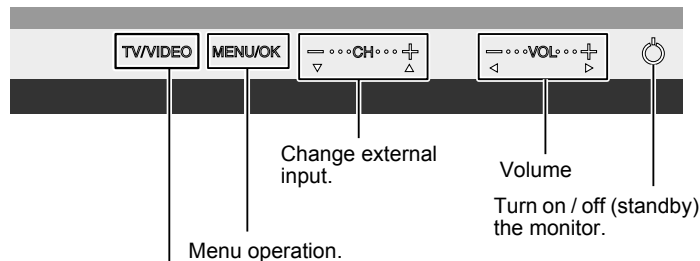 TV/VIDEO MENU/OK − CH + − VOL +
▽ △ ◁ ▷
Change external
input.
Volume
Turn on / off (standby)
the monitor.
Menu operation.